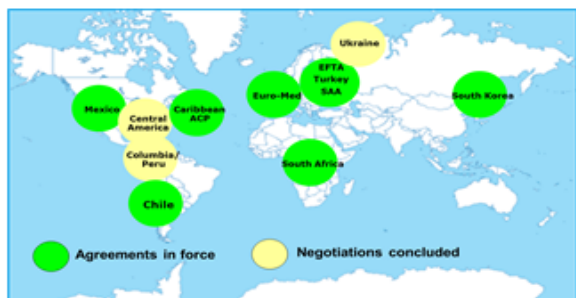 Ukraine
EFTA
Turkey
SAA
Mexico
Central
America
Caribbean
ACP
Euro-Med
South Korea
Columbia/
Peru
South Africa
Chile
Agreements in force
Negotiations concluded